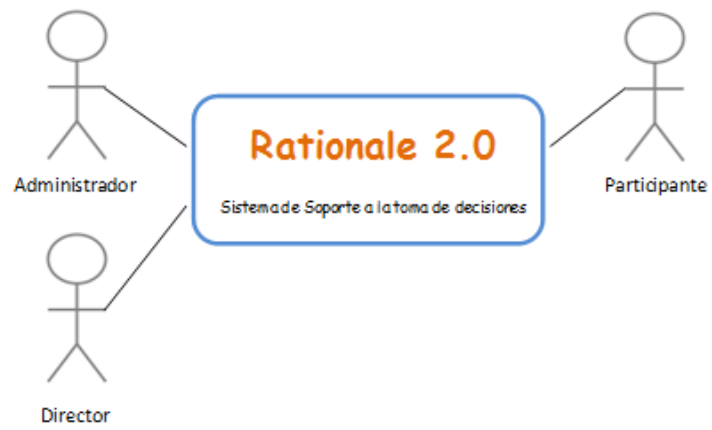 Rationale 2.0
Sistema de Soporte a la toma de decisiones
Administrador
Participante
Director